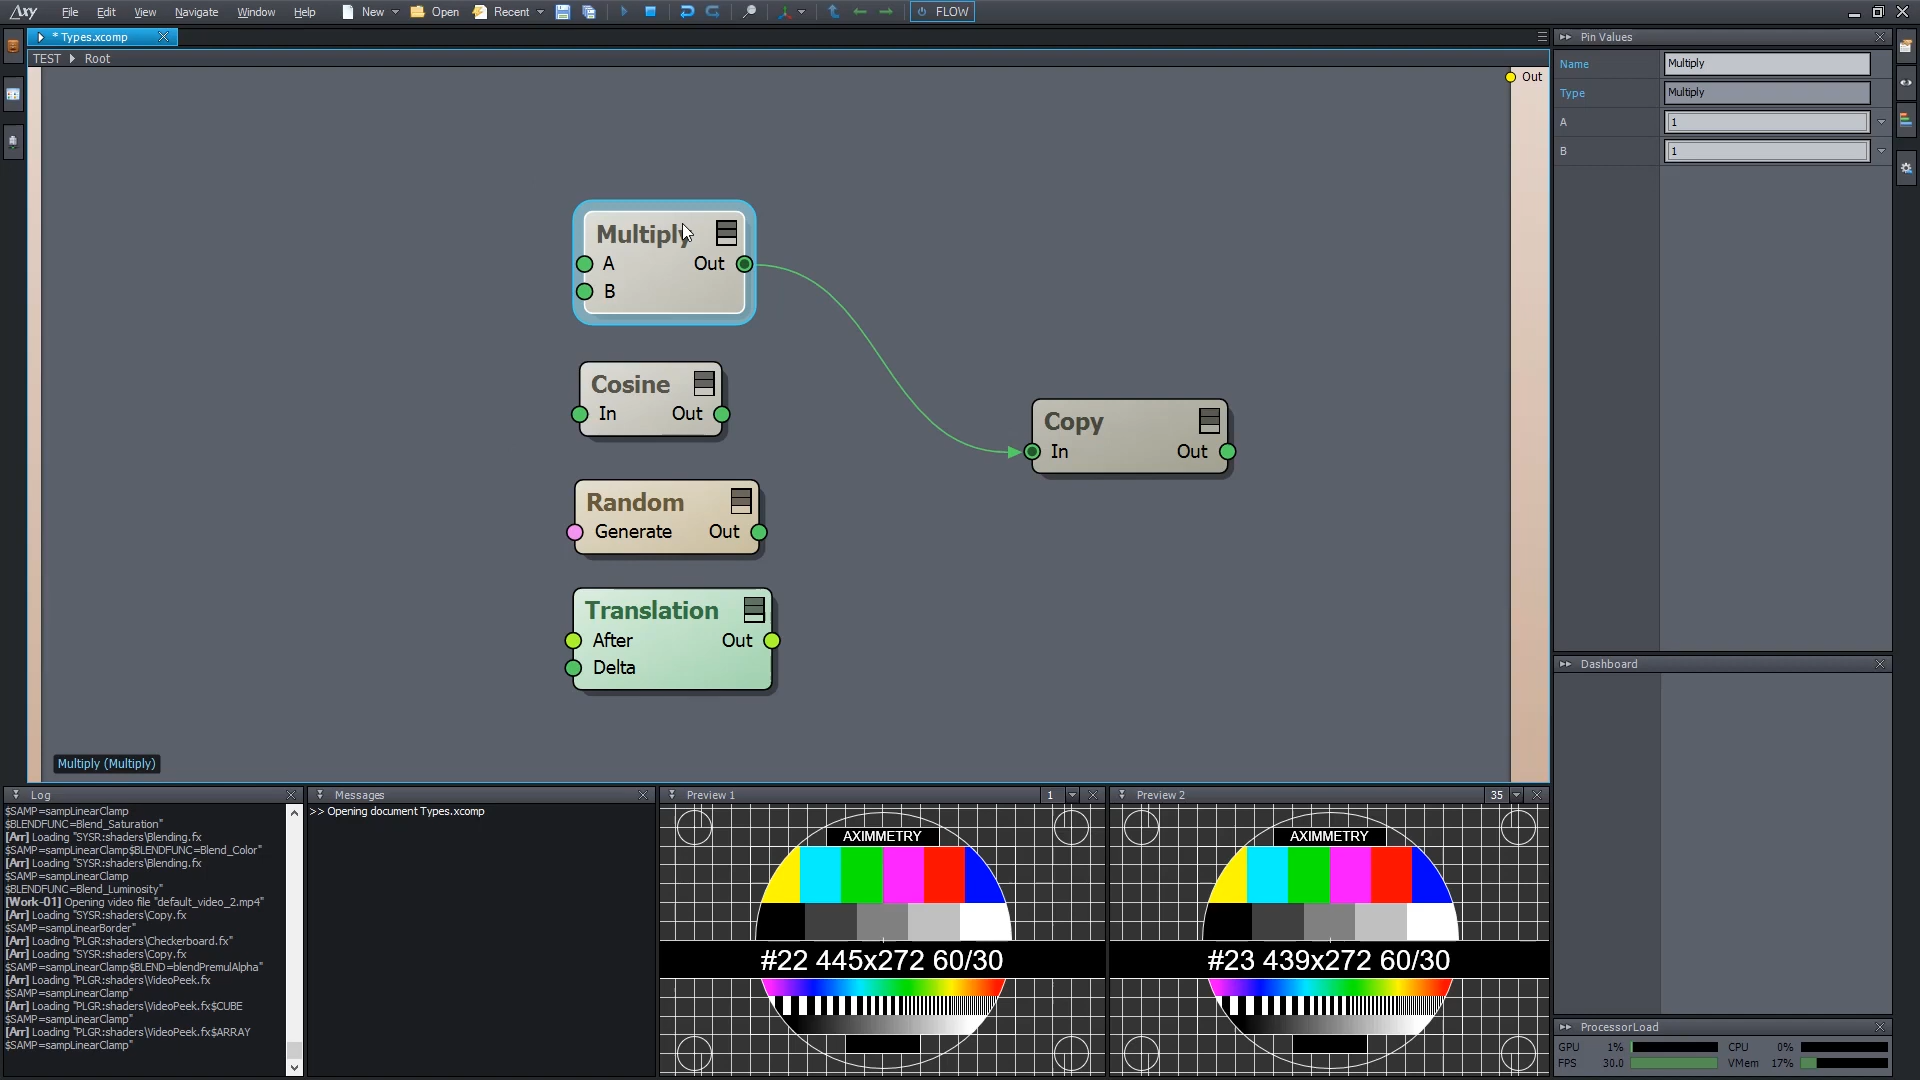 Axy File Edit View Navigate Window Help New Open Recent FLOW
* Types.xcomp
TEST Root
Out
Multiply
A Out
B
Cosine
In Out
Random
Generate Out
Translation
After Out
Delta
Copy
In Out
Multiply (Multiply)
Pin Values
Name Multiply
Type Multiply
A 1
B 1
Dashboard
Log
$SAMP=sampLinearClamp
$BLENDFUNC=Blend_Saturation"
[Arr] Loading "SYSR:shaders\Blending.fx
$SAMP=sampLinearClamp$BLENDFUNC=Blend_Color"
[Arr] Loading "SYSR:shaders\Blending.fx
$SAMP=sampLinearClamp
$BLENDFUNC=Blend_Luminosity"
[Work-01] Opening video file "default_video_2.mp4"
[Arr] Loading "SYSR:shaders\Copy.fx
$SAMP=sampLinearBorder"
[Arr] Loading "PLGR:shaders\Checkerboard.fx"
[Arr] Loading "SYSR:shaders\Copy.fx
$SAMP=sampLinearClamp$BLEND=blendPremulAlpha"
[Arr] Loading "PLGR:shaders\VideoPeek.fx
$SAMP=sampLinearClamp"
[Arr] Loading "PLGR:shaders\VideoPeek.fx$CUBE
$SAMP=sampLinearClamp"
[Arr] Loading "PLGR:shaders\VideoPeek.fx$ARRAY
$SAMP=sampLinearClamp"
Messages
>> Opening document Types.xcomp
Preview 1 1
AXIMMETRY
#22 445x272 60/30
Preview 2 35
AXIMMETRY
#23 439x272 60/30
ProcessorLoad
GPU 1% CPU 0%
FPS 30.0 VMem 17%